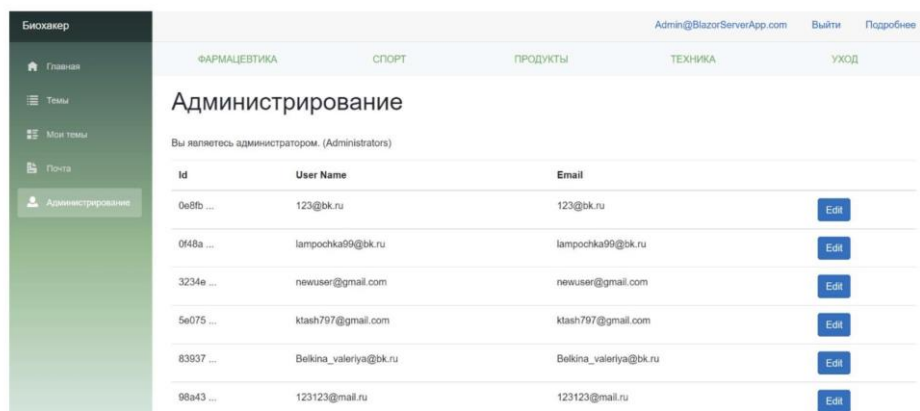 Биохакер
Admin@BlazorServerApp.com Выйти Подробнее
Главная
Темы
Мои темы
Почта
Администрирование
ФАРМАЦЕВТИКА СПОРТ ПРОДУКТЫ ТЕХНИКА УХОД
Администрирование
Вы являетесь администратором. (Administrators)
Id User Name Email
0e8fb ... 123@bk.ru 123@bk.ru Edit
0f48a ... lampochka99@bk.ru lampochka99@bk.ru Edit
3234e ... newuser@gmail.com newuser@gmail.com Edit
5e075 ... ktash797@gmail.com ktash797@gmail.com Edit
83937 ... Belkina_valeriya@bk.ru Belkina_valeriya@bk.ru Edit
98a43 ... 123123@mail.ru 123123@mail.ru Edit